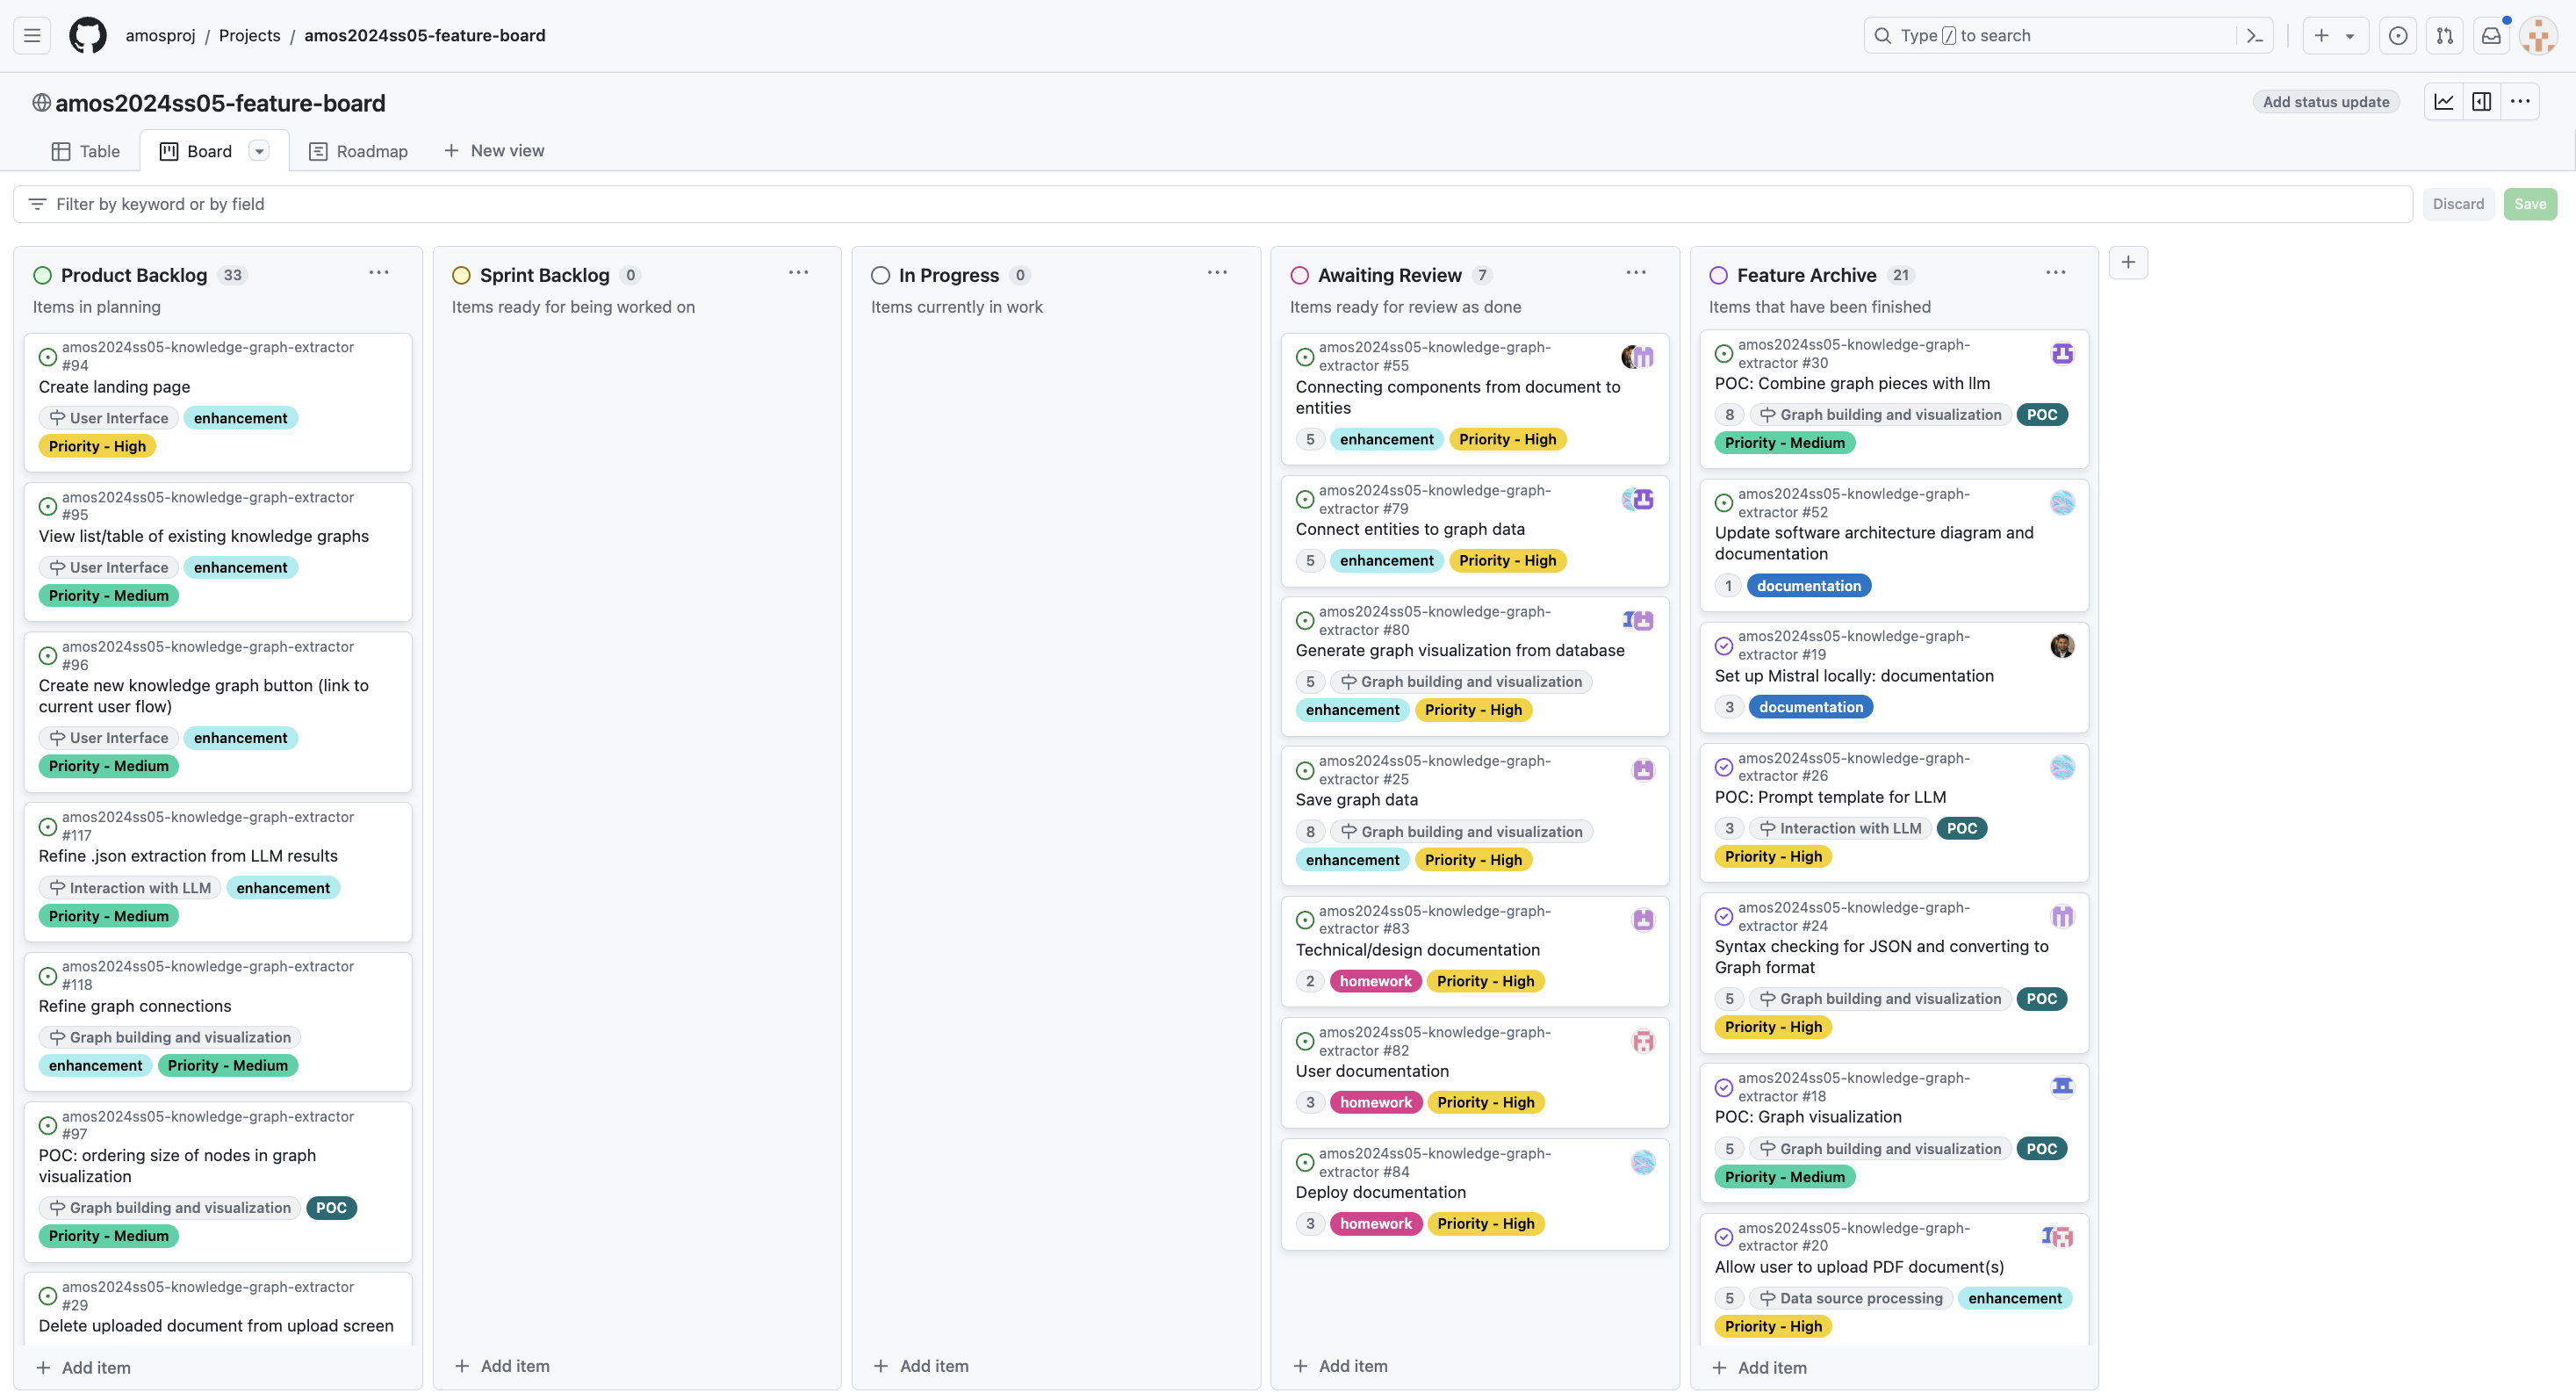 amosproj / Projects / amos2024ss05-feature-board
Type / to search
amos2024ss05-feature-board
Add status update
Table
Board
Roadmap
New view
Filter by keyword or by field
Discard
Save
Product Backlog 33
Items in planning
amos2024ss05-knowledge-graph-extractor
#94
Create landing page
User Interface enhancement
Priority - High
amos2024ss05-knowledge-graph-extractor
#95
View list/table of existing knowledge graphs
User Interface enhancement
Priority - Medium
amos2024ss05-knowledge-graph-extractor
#96
Create new knowledge graph button (link to
current user flow)
User Interface enhancement
Priority - Medium
amos2024ss05-knowledge-graph-extractor
#117
Refine .json extraction from LLM results
Interaction with LLM enhancement
Priority - Medium
amos2024ss05-knowledge-graph-extractor
#118
Refine graph connections
Graph building and visualization
enhancement Priority - Medium
amos2024ss05-knowledge-graph-extractor
#97
POC: ordering size of nodes in graph
visualization
Graph building and visualization POC
Priority - Medium
amos2024ss05-knowledge-graph-extractor
#29
Delete uploaded document from upload screen
Add item
Sprint Backlog 0
Items ready for being worked on
Add item
In Progress 0
Items currently in work
Add item
Awaiting Review 7
Items ready for review as done
amos2024ss05-knowledge-graph-
extractor #55
Connecting components from document to
entities
5 enhancement Priority - High
amos2024ss05-knowledge-graph-
extractor #79
Connect entities to graph data
5 enhancement Priority - High
amos2024ss05-knowledge-graph-
extractor #80
Generate graph visualization from database
5 Graph building and visualization
enhancement Priority - High
amos2024ss05-knowledge-graph-
extractor #25
Save graph data
8 Graph building and visualization
enhancement Priority - High
amos2024ss05-knowledge-graph-
extractor #83
Technical/design documentation
2 homework Priority - High
amos2024ss05-knowledge-graph-
extractor #82
User documentation
3 homework Priority - High
amos2024ss05-knowledge-graph-
extractor #84
Deploy documentation
3 homework Priority - High
Add item
Feature Archive 21
Items that have been finished
amos2024ss05-knowledge-graph-
extractor #30
POC: Combine graph pieces with llm
8 Graph building and visualization POC
Priority - Medium
amos2024ss05-knowledge-graph-
extractor #52
Update software architecture diagram and
documentation
1 documentation
amos2024ss05-knowledge-graph-
extractor #19
Set up Mistral locally: documentation
3 documentation
amos2024ss05-knowledge-graph-
extractor #26
POC: Prompt template for LLM
3 Interaction with LLM POC
Priority - High
amos2024ss05-knowledge-graph-
extractor #24
Syntax checking for JSON and converting to
Graph format
5 Graph building and visualization POC
Priority - High
amos2024ss05-knowledge-graph-
extractor #18
POC: Graph visualization
5 Graph building and visualization POC
Priority - Medium
amos2024ss05-knowledge-graph-
extractor #20
Allow user to upload PDF document(s)
5 Data source processing enhancement
Priority - High
Add item